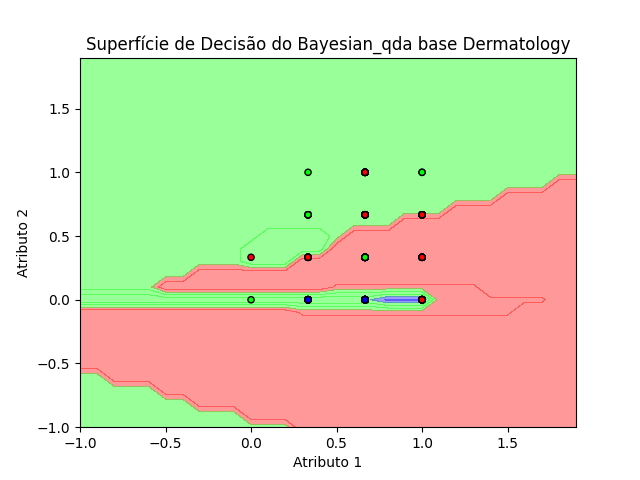 Superfície de Decisão do Bayesian_qda base Dermatology
Atributo 2
1.5
1.0
0.5
0.0
−0.5
−1.0
−1.0 −0.5 0.0 0.5 1.0 1.5
Atributo 1